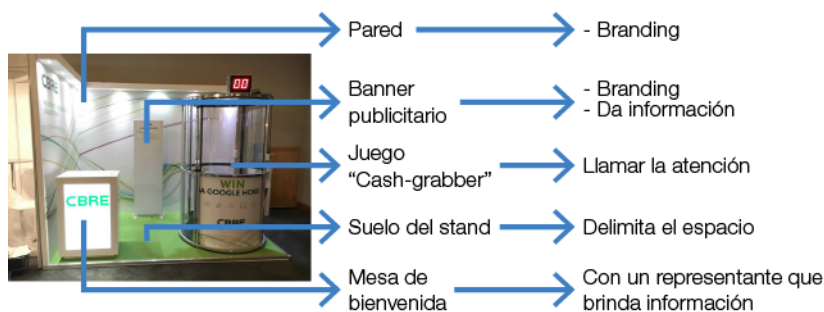 Pared
- Branding
Banner
publicitario
- Branding
- Da información
Juego
“Cash-grabber”
Llamar la atención
Suelo del stand
Delimita el espacio
Mesa de
bienvenida
Con un representante que
brinda información
CBRE
00
WIN
A GOOGLE HOME
CBRE
CBRE